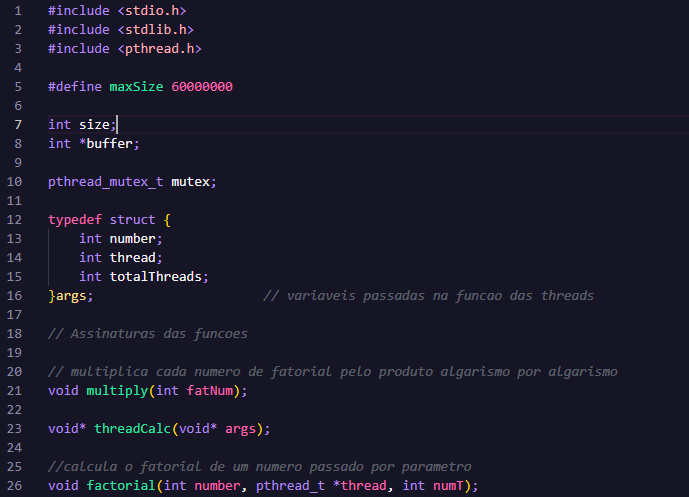 1 #include <stdio.h>
2 #include <stdlib.h>
3 #include <pthread.h>
4
5 #define maxSize 60000000
6
7 int size;
8 int *buffer;
9
10 pthread_mutex_t mutex;
11
12 typedef struct {
13     int number;
14     int thread;
15     int totalThreads;
16 }args;                      // variaveis passadas na funcao das threads
17
18 // Assinaturas das funcoes
19
20 // multiplica cada numero de fatorial pelo produto algarismo por algarismo
21 void multiply(int fatNum);
22
23 void* threadCalc(void* args);
24
25 //calcula o fatorial de um numero passado por parametro
26 void factorial(int number, pthread_t *thread, int numT);